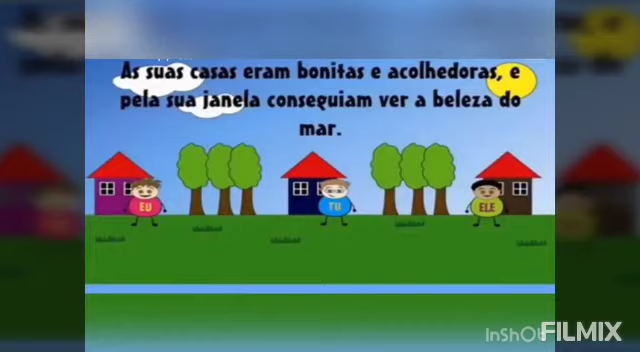 As suas casas eram bonitas e acolhedoras, e
pela sua janela conseguiam ver a beleza do
mar.
EU
TU
ELE
InShOt
FILMIX